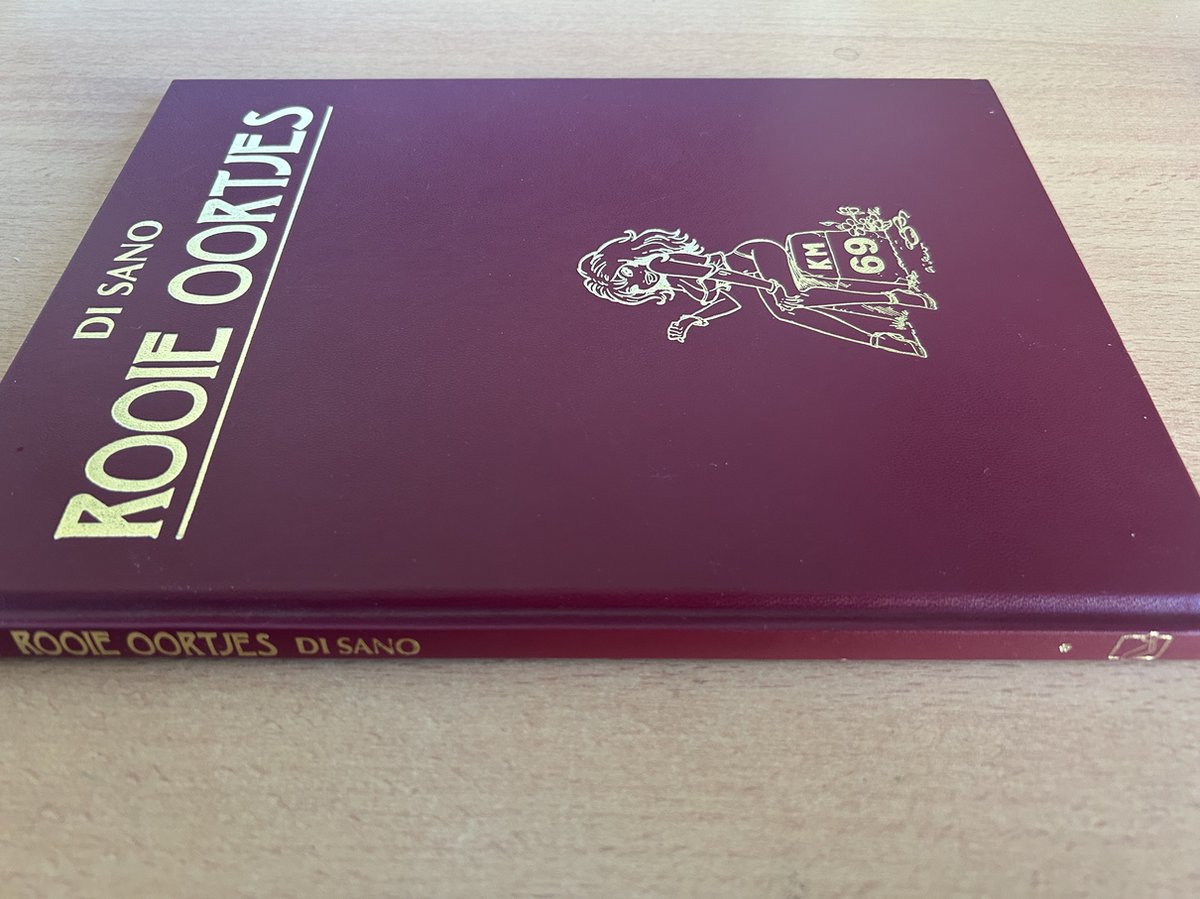 DI SANO
ROOIE OORTJES
KM
69
ROOIE OORTJES DI SANO